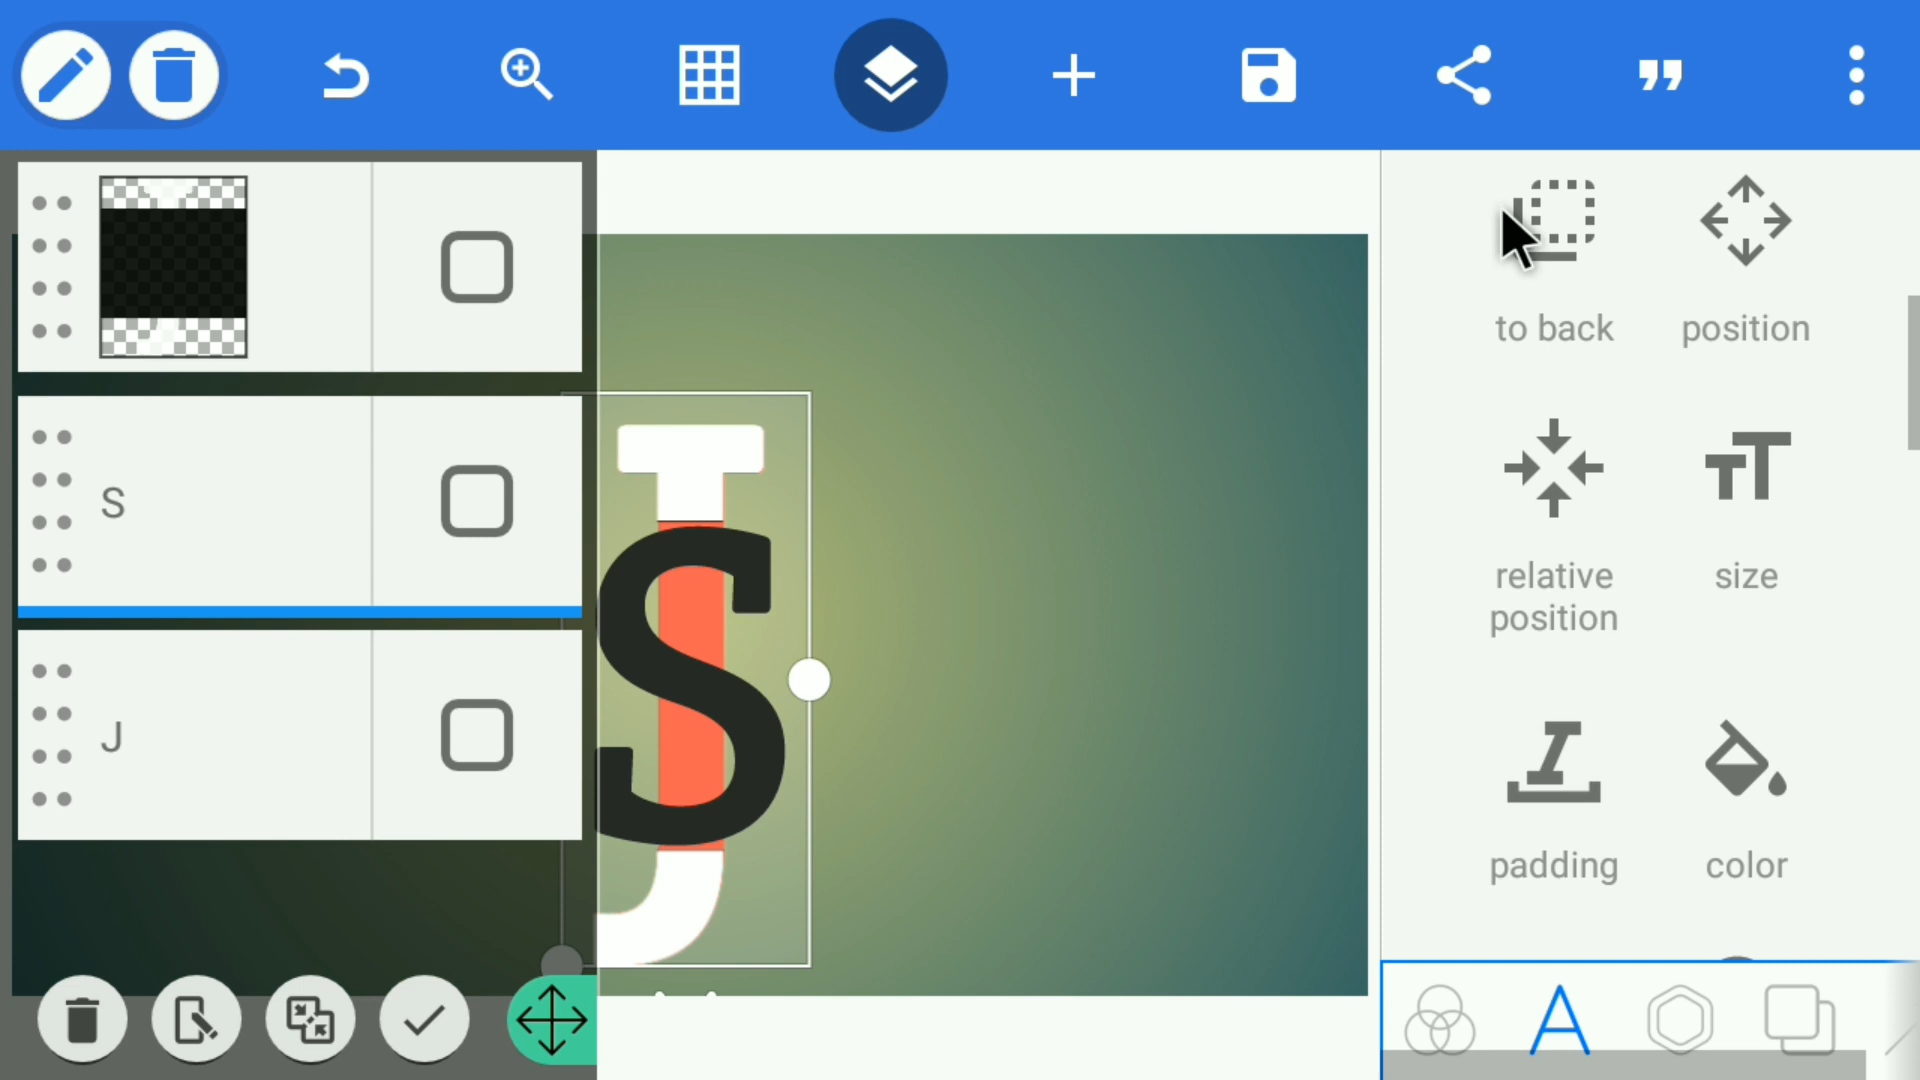 to back
position
S
J
S
J
relative
position
size
padding
color